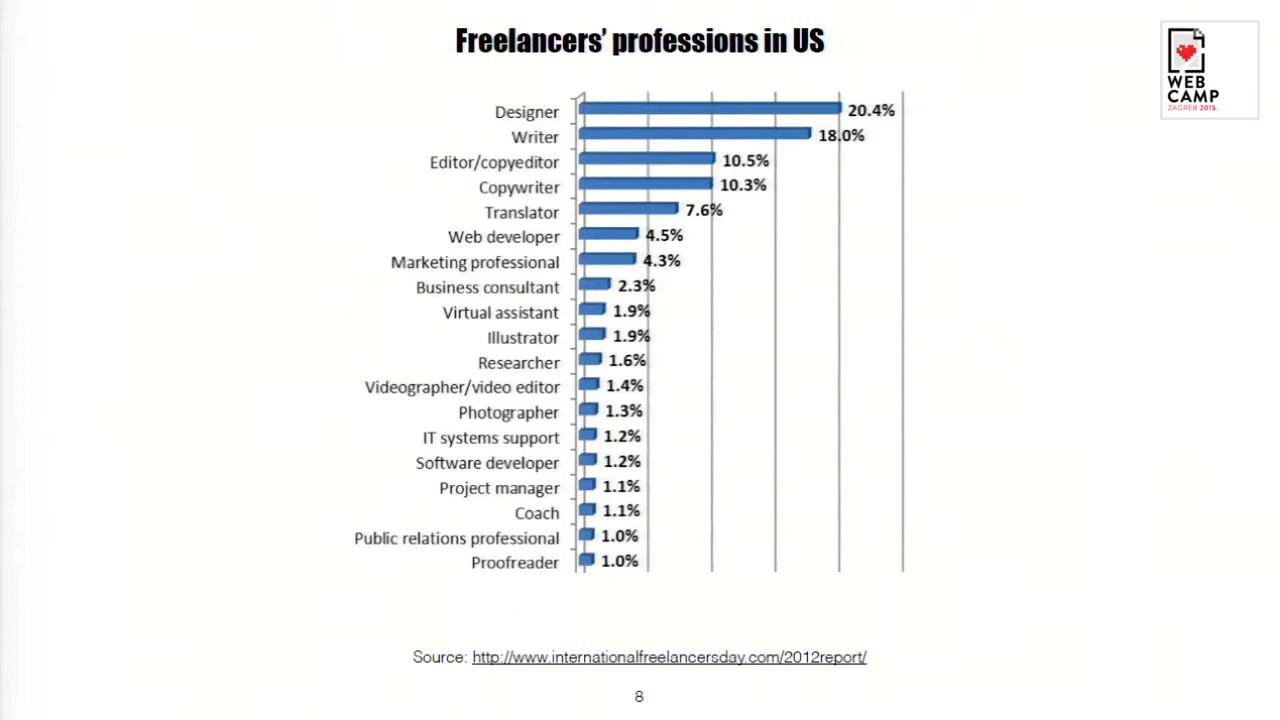 Freelancers' professions in US
WEB
CAMP
ZAGREB 2015.
Designer 20.4%
Writer 18.0%
Editor/copyeditor 10.5%
Copywriter 10.3%
Translator 7.6%
Web developer 4.5%
Marketing professional 4.3%
Business consultant 2.3%
Virtual assistant 1.9%
Illustrator 1.9%
Researcher 1.6%
Videographer/video editor 1.4%
Photographer 1.3%
IT systems support 1.2%
Software developer 1.2%
Project manager 1.1%
Coach 1.1%
Public relations professional 1.0%
Proofreader 1.0%
Source: http://www.internationalfreelancersday.com/2012report/
8